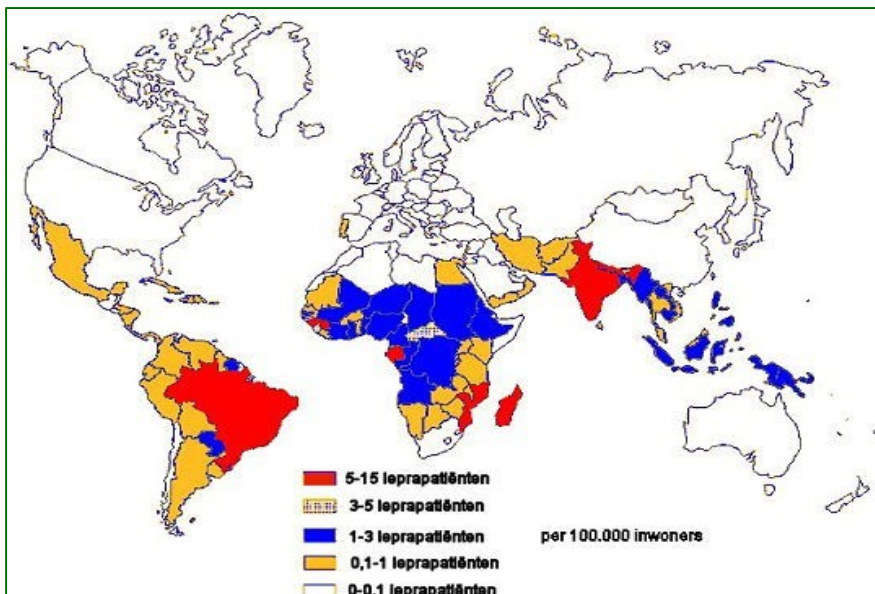 5-15 leprapatiënten
3-5 leprapatiënten
1-3 leprapatiënten per 100.000 inwoners
0,1-1 leprapatiënten
0-0,1 leprapatiënten